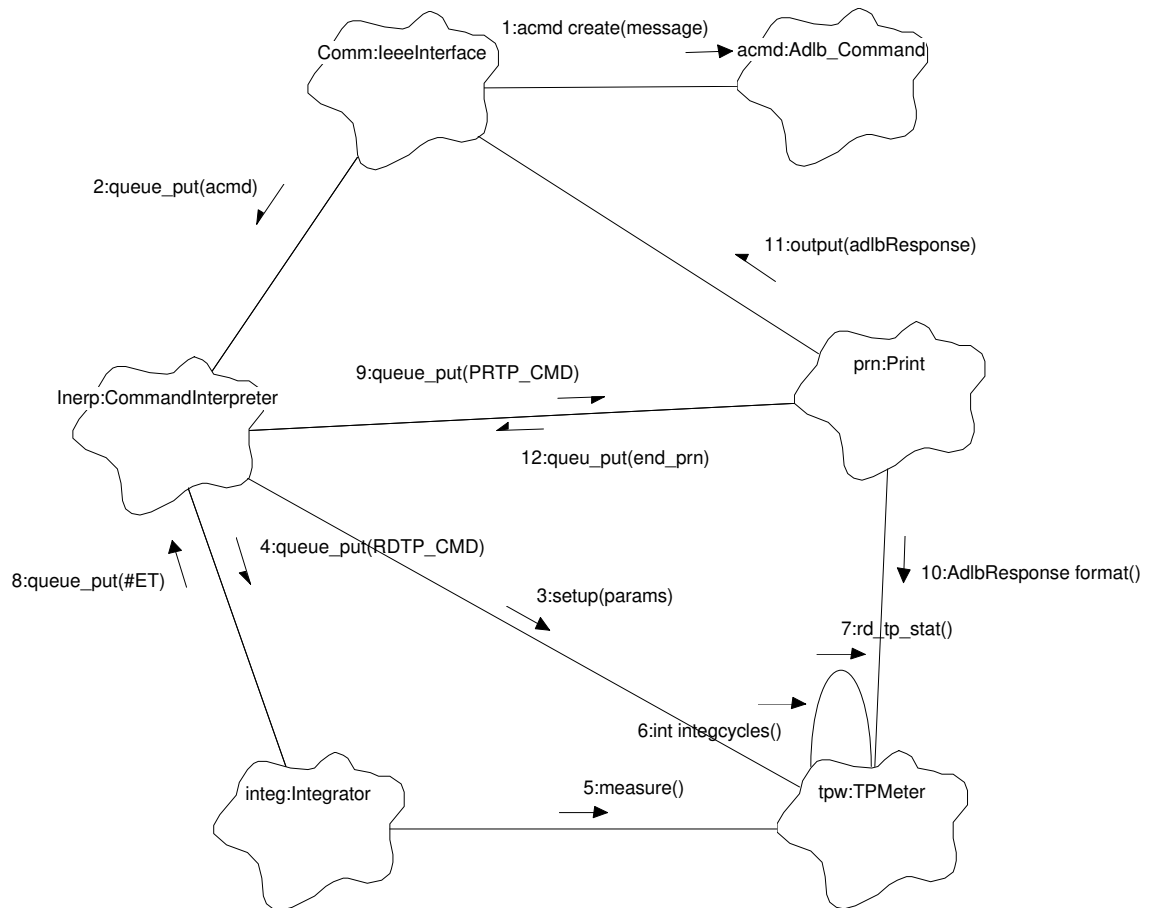 1:acmd create(message)
Comm:IeeeInterface
acmd:Adlb_Command
2:queue_put(acmd)
11:output(adlbResponse)
prn:Print
9:queue_put(PRTP_CMD)
Inerp:CommandInterpreter
12:queu_put(end_prn)
4:queue_put(RDTP_CMD)
8:queue_put(#ET)
10:AdlbResponse format()
3:setup(params)
7:rd_tp_stat()
6:int integcycles()
5:measure()
integ:Integrator
tpw:TPMeter